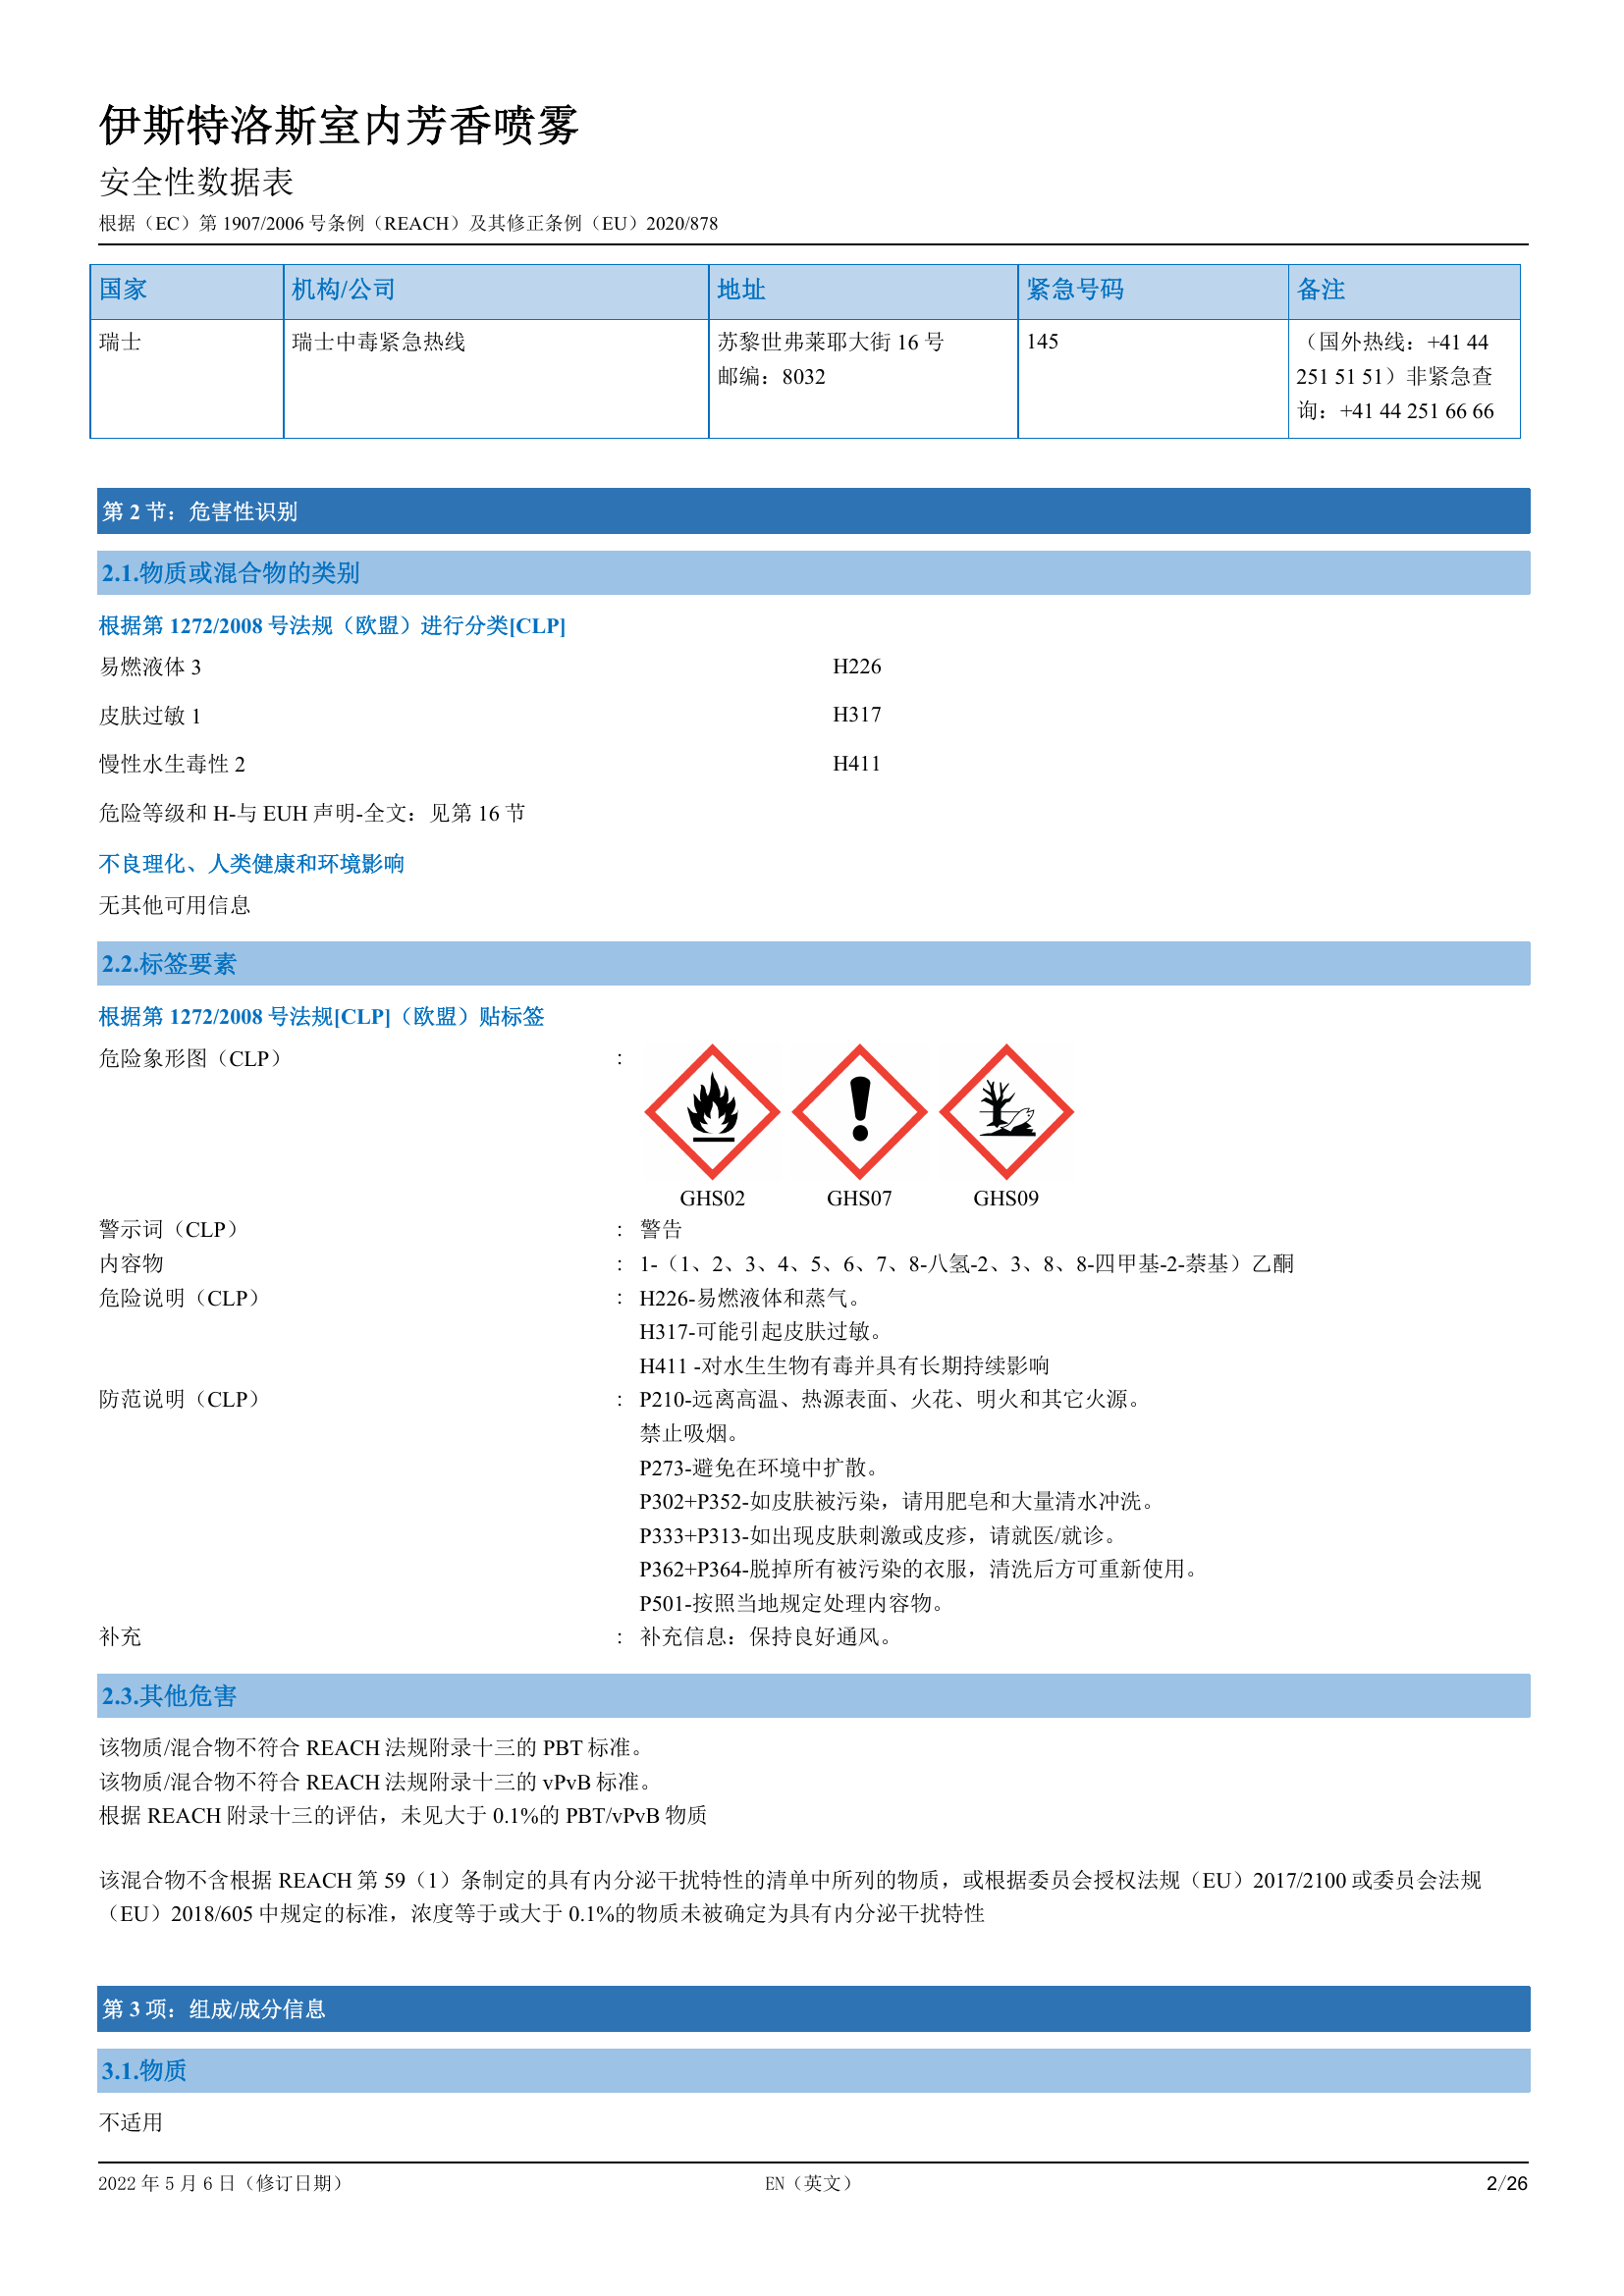 伊斯特洛斯室内芳香喷雾
安全性数据表
根据（EC）第 1907/2006 号条例（REACH）及其修正条例（EU）2020/878
国家 机构/公司 地址 紧急号码 备注
瑞士 瑞士中毒紧急热线 苏黎世弗莱耶大街 16 号 145 （国外热线：+41 44
邮编：8032 251 51 51）非紧急查
询：+41 44 251 66 66
第 2 节：危害性识别
2.1.物质或混合物的类别
根据第 1272/2008 号法规（欧盟）进行分类[CLP]
易燃液体 3 H226
皮肤过敏 1 H317
慢性水生毒性 2 H411
危险等级和 H-与 EUH 声明-全文：见第 16 节
不良理化、人类健康和环境影响
无其他可用信息
2.2.标签要素
根据第 1272/2008 号法规[CLP]（欧盟）贴标签
危险象形图（CLP） :
GHS02 GHS07 GHS09
警示词（CLP） : 警告
内容物 : 1-（1、2、3、4、5、6、7、8-八氢-2、3、8、8-四甲基-2-萘基）乙酮
危险说明（CLP） : H226-易燃液体和蒸气。
H317-可能引起皮肤过敏。
H411 -对水生生物有毒并具有长期持续影响
防范说明（CLP） : P210-远离高温、热源表面、火花、明火和其它火源。
禁止吸烟。
P273-避免在环境中扩散。
P302+P352-如皮肤被污染，请用肥皂和大量清水冲洗。
P333+P313-如出现皮肤刺激或皮疹，请就医/就诊。
P362+P364-脱掉所有被污染的衣服，清洗后方可重新使用。
P501-按照当地规定处理内容物。
补充 : 补充信息：保持良好通风。
2.3.其他危害
该物质/混合物不符合 REACH 法规附录十三的 PBT 标准。
该物质/混合物不符合 REACH 法规附录十三的 vPvB 标准。
根据 REACH 附录十三的评估，未见大于 0.1%的 PBT/vPvB 物质
该混合物不含根据 REACH 第 59（1）条制定的具有内分泌干扰特性的清单中所列的物质，或根据委员会授权法规（EU）2017/2100 或委员会法规
（EU）2018/605 中规定的标准，浓度等于或大于 0.1%的物质未被确定为具有内分泌干扰特性
第 3 项：组成/成分信息
3.1.物质
不适用
2022 年 5 月 6 日（修订日期） EN（英文） 2/26